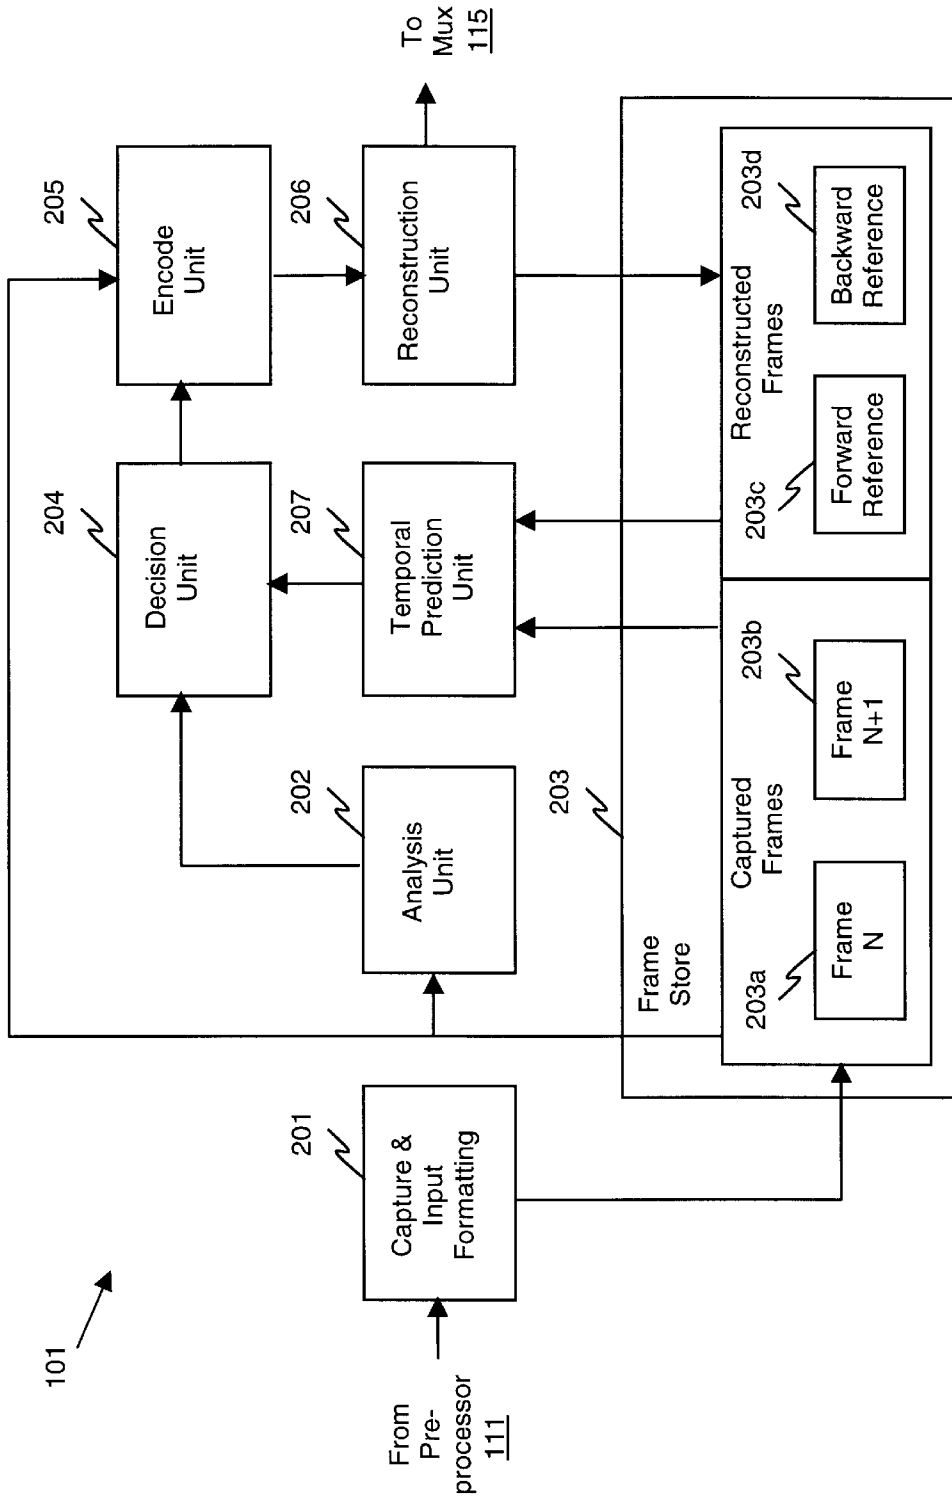 101
From
Pre-
processor
111
201
Capture &
Input
Formatting
202
Analysis
Unit
204
Decision
Unit
205
Encode
Unit
207
Temporal
Prediction
Unit
206
Reconstruction
Unit
To
Mux
115
203
Frame
Store
Captured
Frames
203a
Frame
N
203b
Frame
N+1
Reconstructed
Frames
203c
Forward
Reference
203d
Backward
Reference